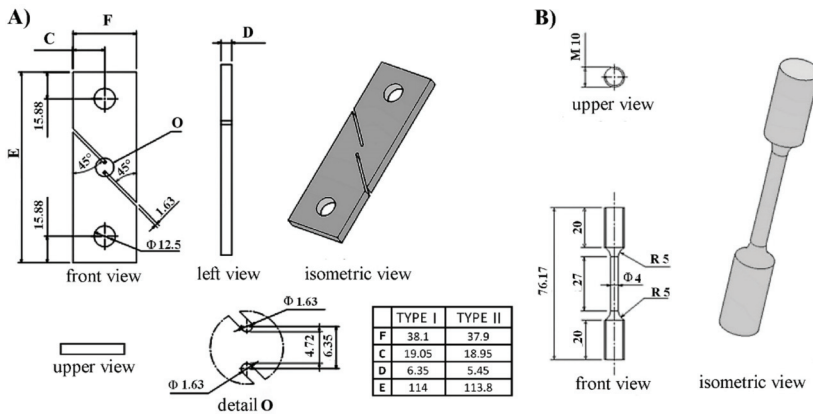 A)
F
C
15.88
E
O
45°
45°
1.63
15.88
Φ 12.5
front view
D
left view
isometric view
upper view
Φ 1.63
4.72
6.35
Φ 1.63
detail O
TYPE I TYPE II
F 38.1 37.9
C 19.05 18.95
D 6.35 5.45
E 114 113.8
B)
M 10
upper view
76.17
20
R 5
27
Φ 4
R 5
20
front view
isometric view